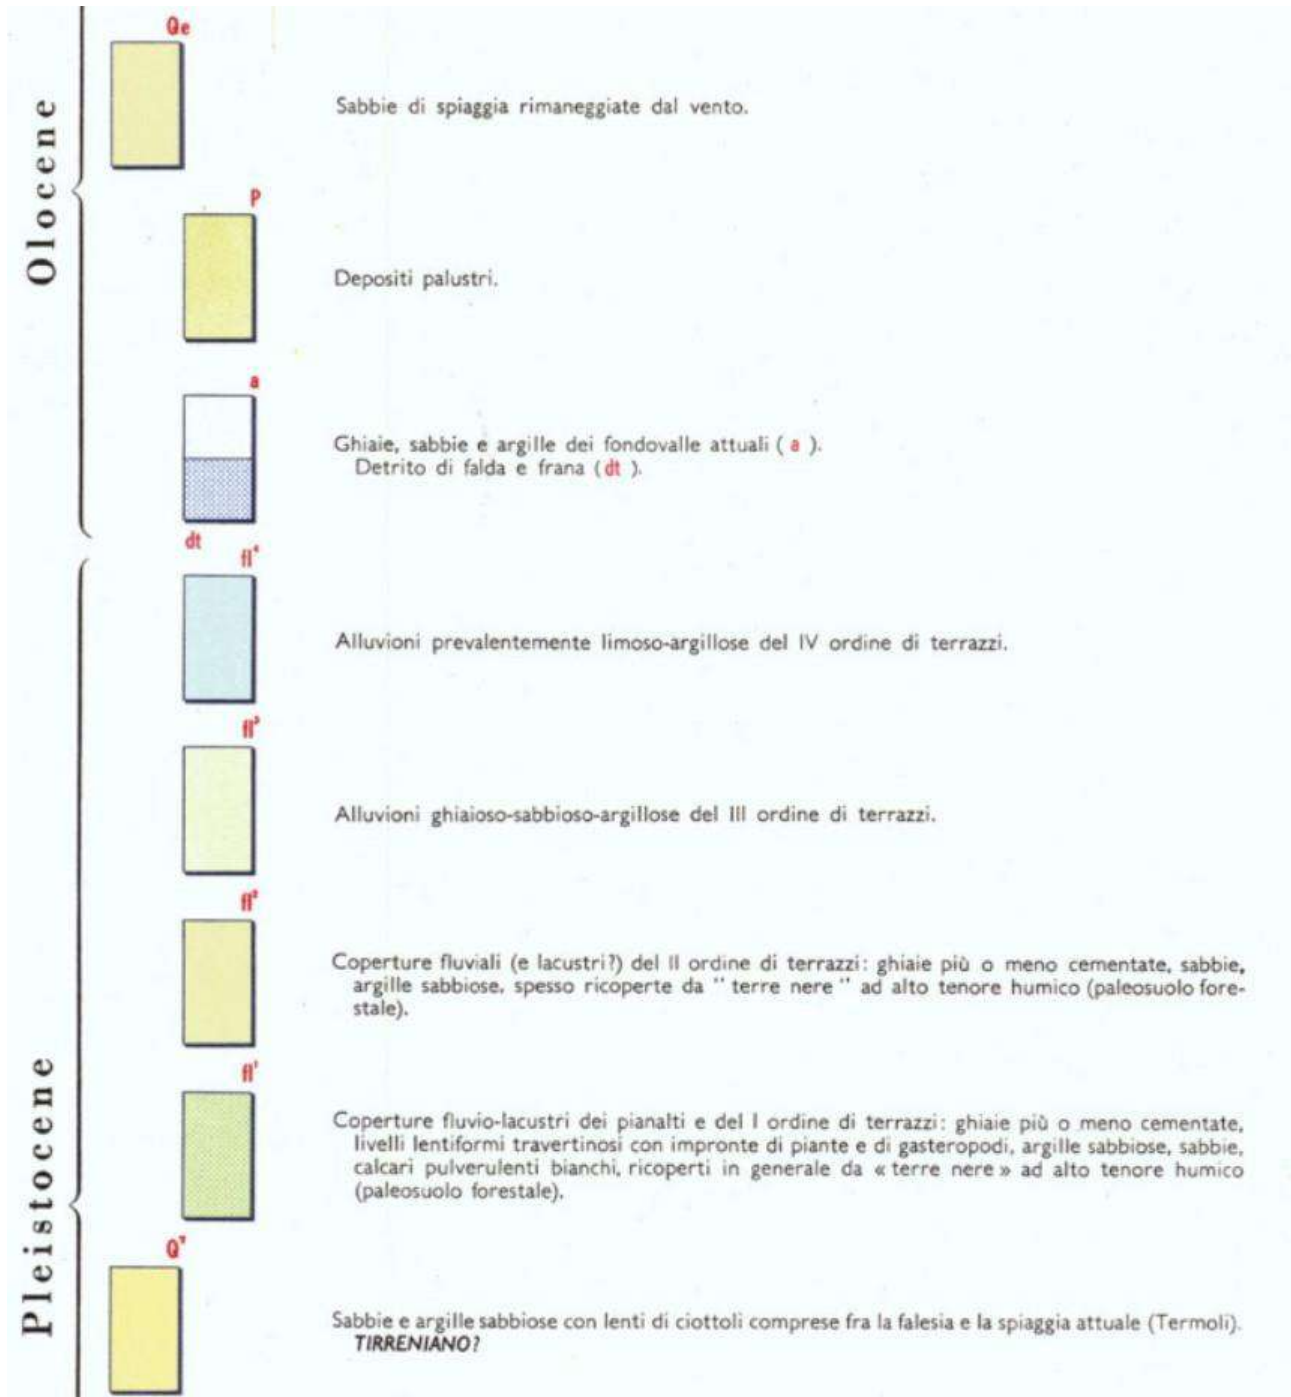 Olocene
Qe
Sabbie di spiaggia rimaneggiate dal vento.
P
Depositi palustri.
a
Ghiaie, sabbie e argille dei fondovalle attuali ( a ).
Detrito di falda e frana ( dt ).
dt
Pleistocene
fl⁴
Alluvioni prevalentemente limoso-argillose del IV ordine di terrazzi.
fl³
Alluvioni ghiaioso-sabbioso-argillose del III ordine di terrazzi.
fl²
Coperture fluviali (e lacustri?) del II ordine di terrazzi: ghiaie più o meno cementate, sabbie,
argille sabbiose, spesso ricoperte da " terre nere " ad alto tenore humico (paleosuolo fore-
stale).
fl¹
Coperture fluvio-lacustri dei pianalti e del I ordine di terrazzi: ghiaie più o meno cementate,
livelli lentiformi travertinosi con impronte di piante e di gasteropodi, argille sabbiose, sabbie,
calcari pulverulenti bianchi, ricoperti in generale da « terre nere » ad alto tenore humico
(paleosuolo forestale).
Sabbie e argille sabbiose con lenti di ciottoli comprese fra la falesia e la spiaggia attuale (Termoli).
TIRRENIANO?